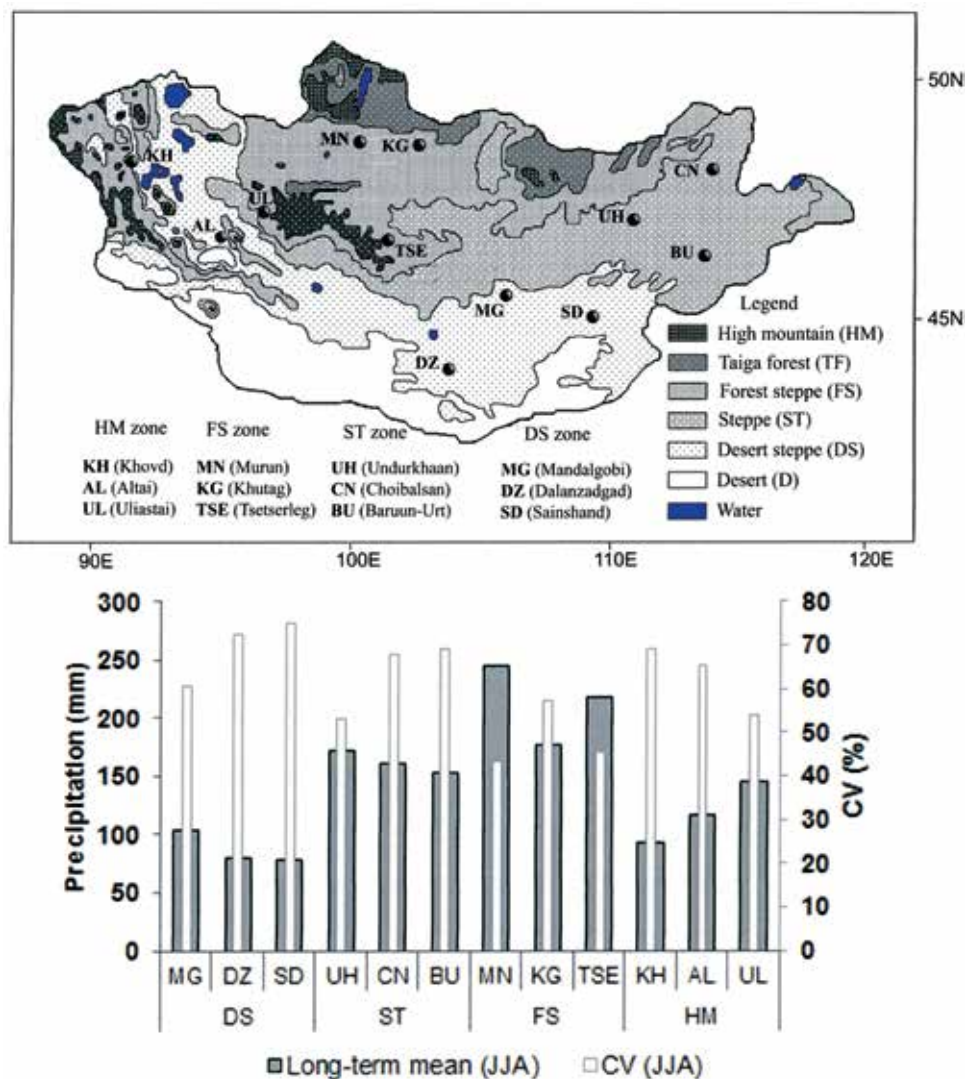 50N
MN
KG
KH
CN
UL
UH
AL
TSE
BU
MG
SD
45N
DZ
Legend
High mountain (HM)
Taiga forest (TF)
Forest steppe (FS)
Steppe (ST)
Desert steppe (DS)
Desert (D)
Water
HM zone FS zone ST zone DS zone
KH (Khovd) MN (Murun) UH (Undurkhaan) MG (Mandalgobi)
AL (Altai) KG (Khutag) CN (Choibalsan) DZ (Dalanzadgad)
UL (Uliastai) TSE (Tsetserleg) BU (Baruun-Urt) SD (Sainshand)
90E 100E 110E 120E
Precipitation (mm)
300
250
200
150
100
50
0
80
70
60
50
40
30
20
10
0
CV (%)
MG DZ SD UH CN BU MN KG TSE KH AL UL
DS ST FS HM
Long-term mean (JJA) CV (JJA)